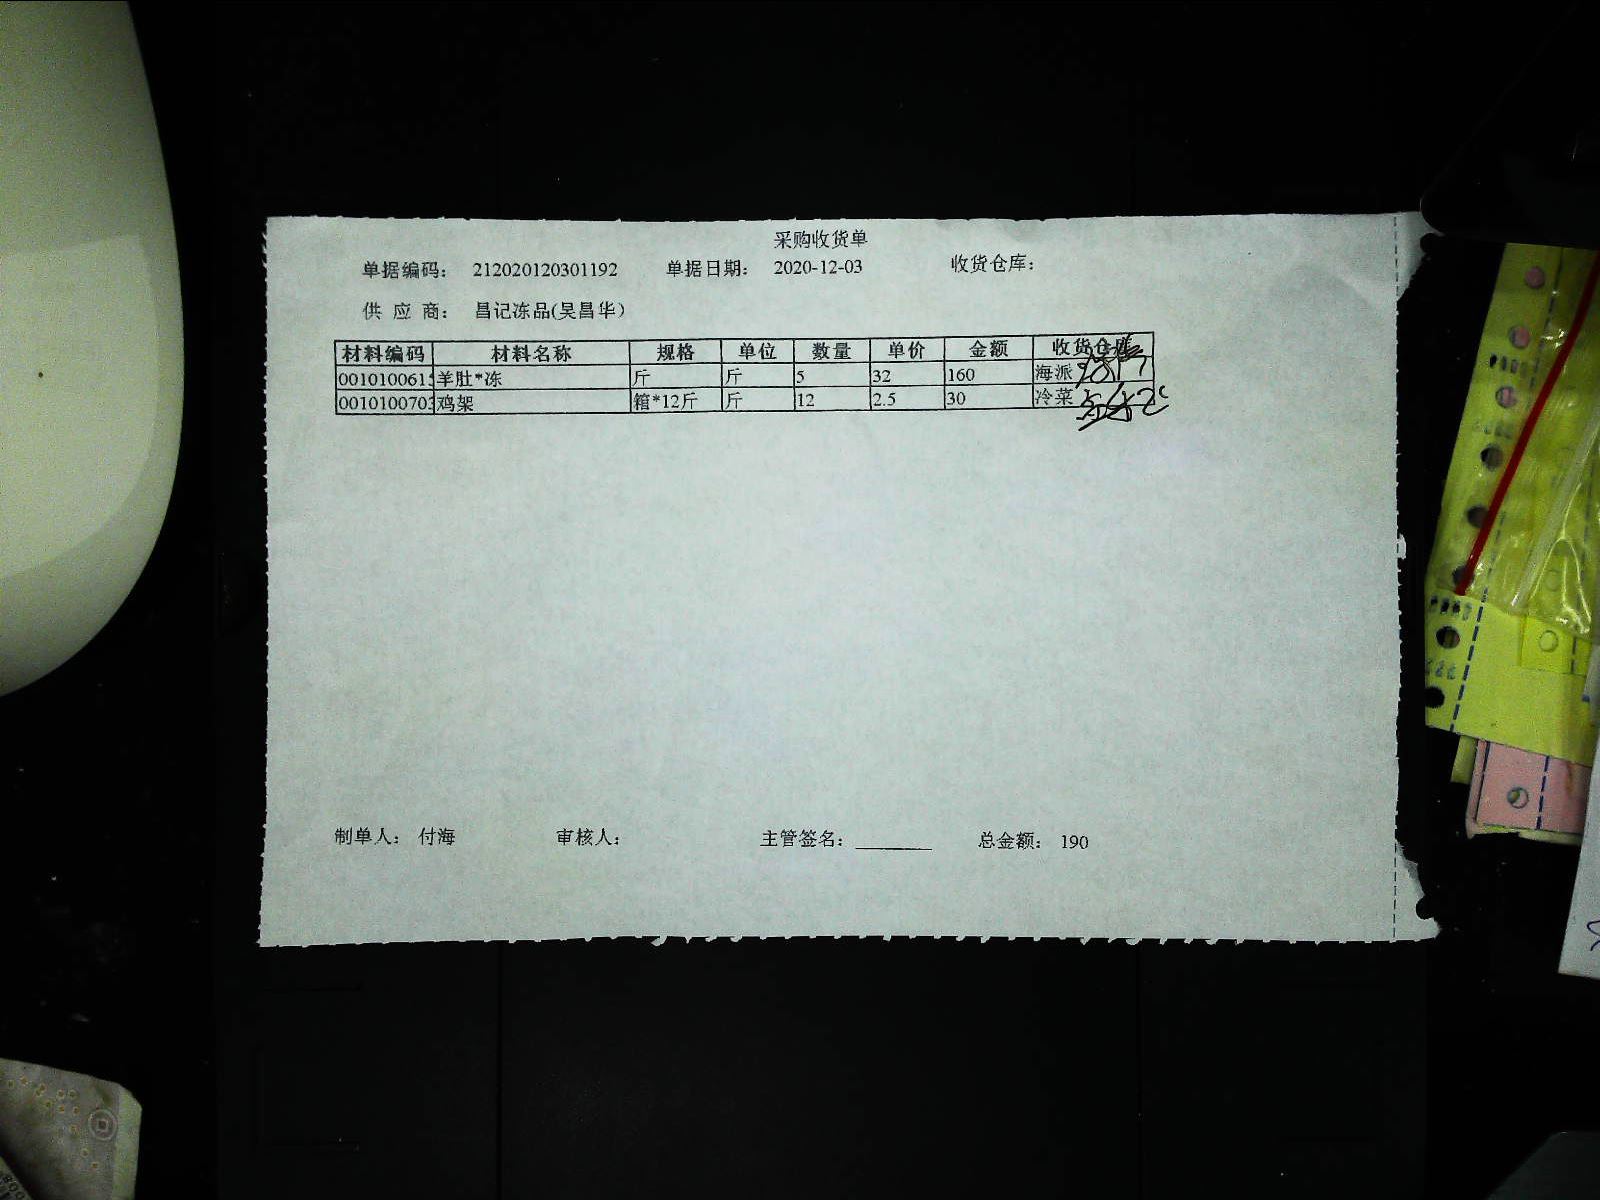 采购收货单
单据编码： 212020120301192 单据日期： 2020-12-03 收货仓库：
供 应 商： 昌记冻品(吴昌华)
材料编码 材料名称 规格 单位 数量 单价 金额 收货仓库
001010061 羊肚*冻 斤 斤 5 32 160 海派
0010100703 鸡架 箱*12斤 斤 12 2.5 30 冷菜
制单人： 付海 审核人： 主管签名： 总金额： 190